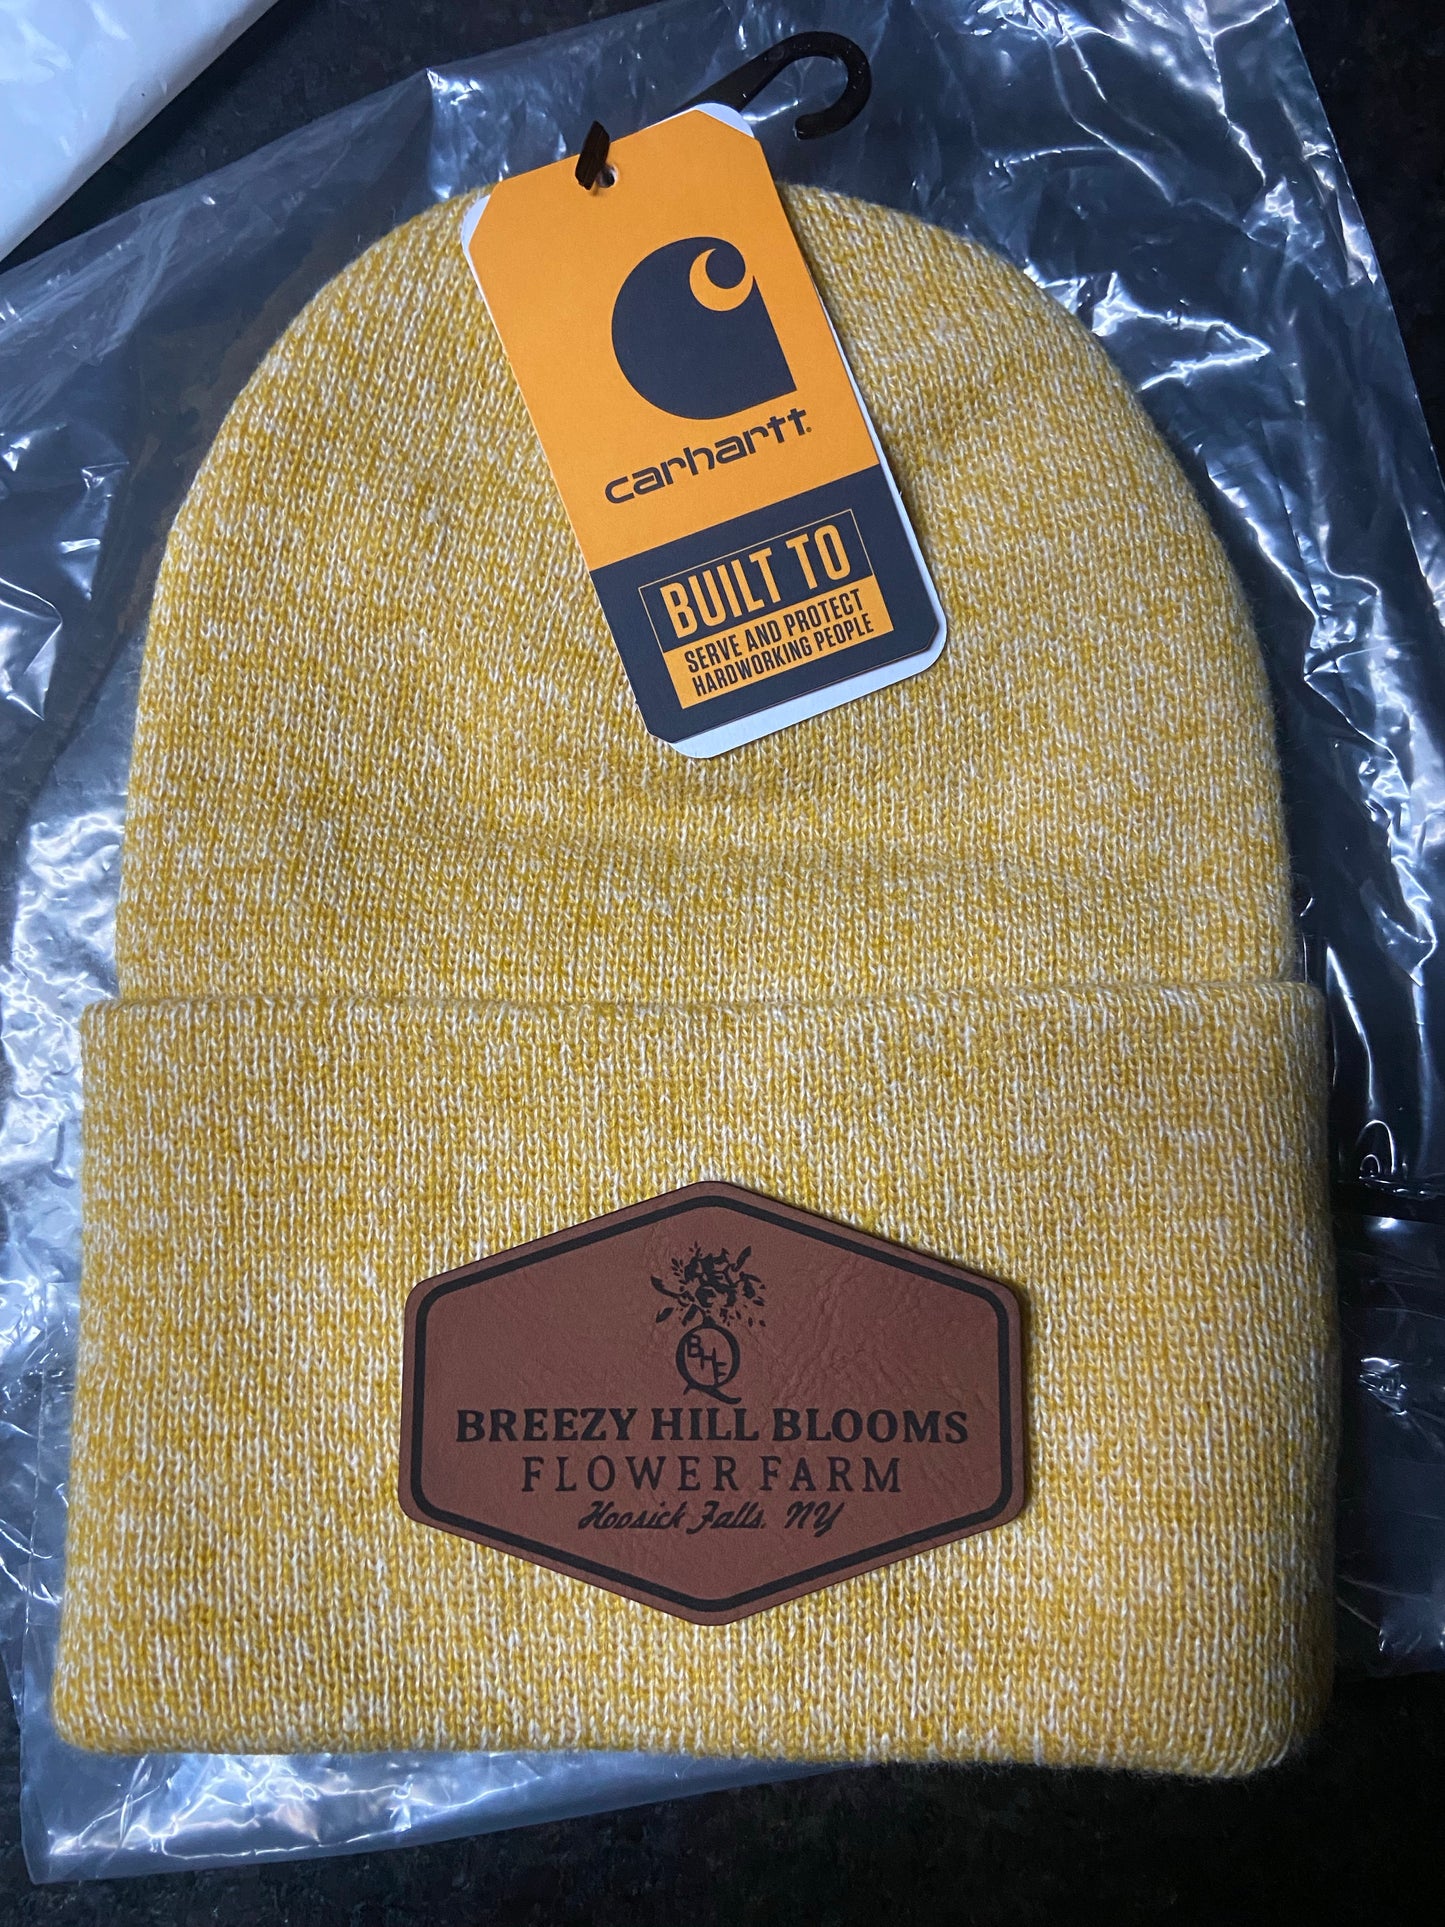 carhartt.
BUILT TO
SERVE AND PROTECT
HARDWORKING PEOPLE
BHF
BREEZY HILL BLOOMS
FLOWER FARM
Hoosick Falls, NY